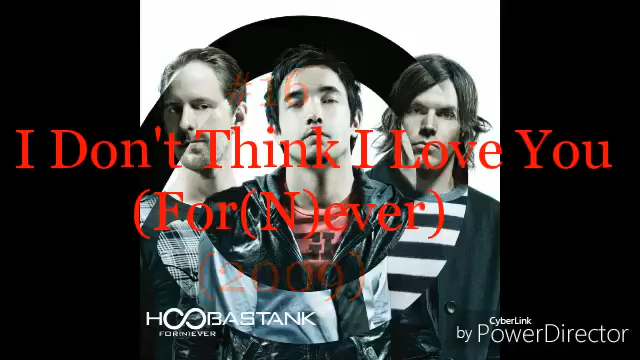 #16
I Don't Think I Love You
(For(N)ever)
(2009)
HOOBASTANK
FOR(N)EVER
CyberLink
by PowerDirector